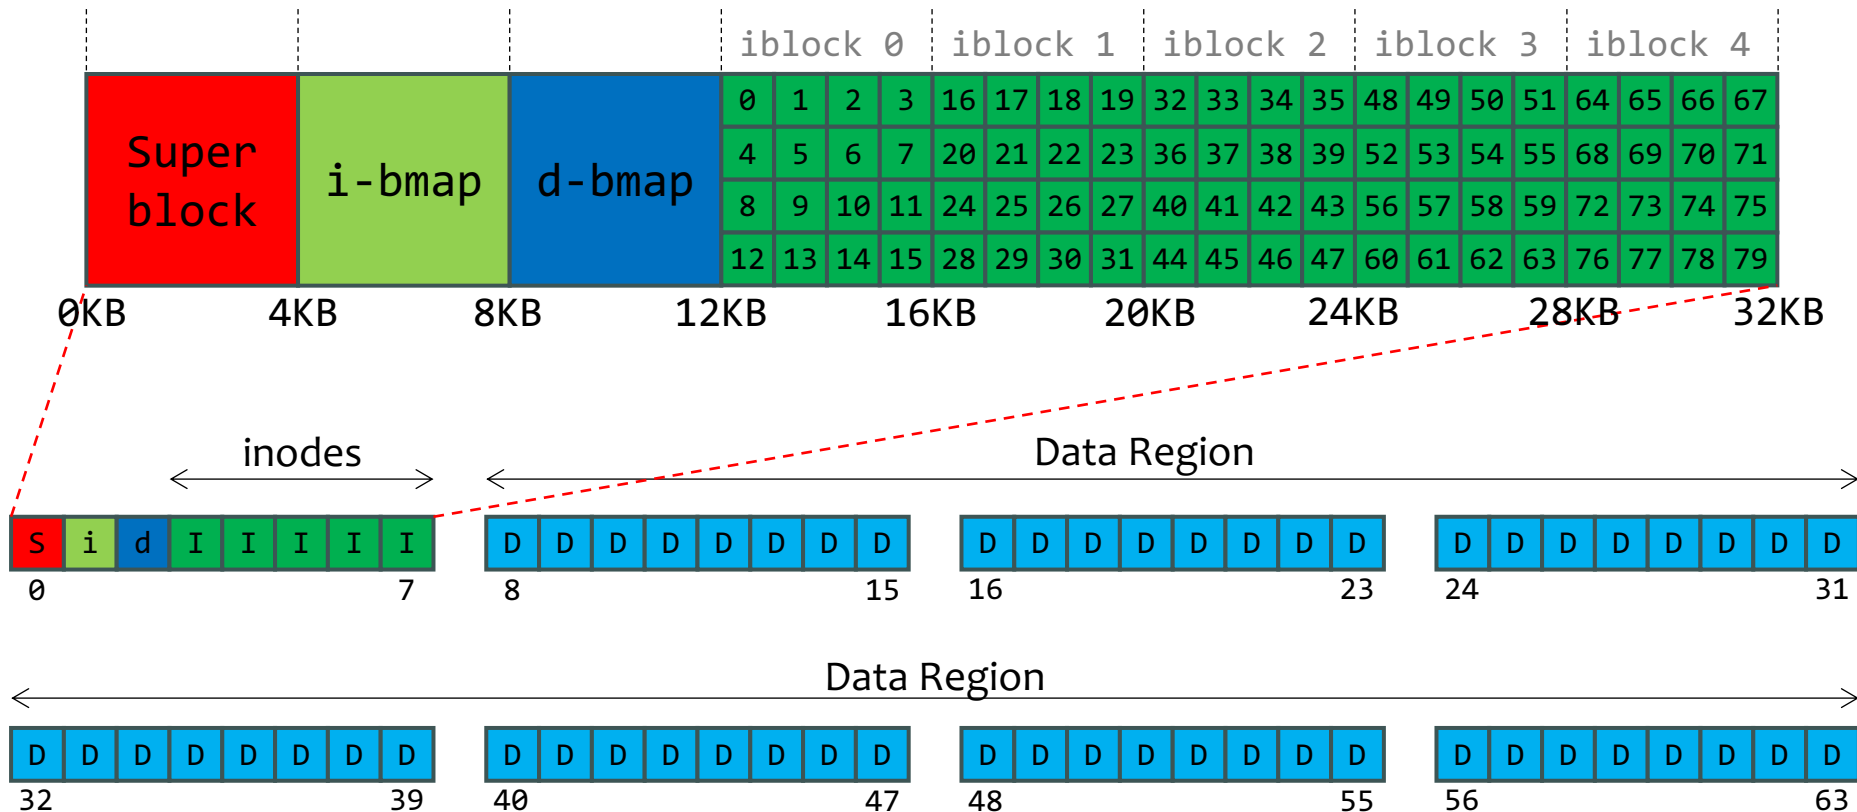 iblock 0 iblock 1 iblock 2 iblock 3 iblock 4
0 1 2 3 16 17 18 19 32 33 34 35 48 49 50 51 64 65 66 67
4 5 6 7 20 21 22 23 36 37 38 39 52 53 54 55 68 69 70 71
8 9 10 11 24 25 26 27 40 41 42 43 56 57 58 59 72 73 74 75
12 13 14 15 28 29 30 31 44 45 46 47 60 61 62 63 76 77 78 79
Super
block
i-bmap
d-bmap
0KB 4KB 8KB 12KB 16KB 20KB 24KB 28KB 32KB
inodes Data Region
S i d I I I I I D D D D D D D D D D D D D D D D D D D D D D D D
0 7 8 15 16 23 24 31
Data Region
D D D D D D D D D D D D D D D D D D D D D D D D D D D D D D D D
32 39 40 47 48 55 56 63